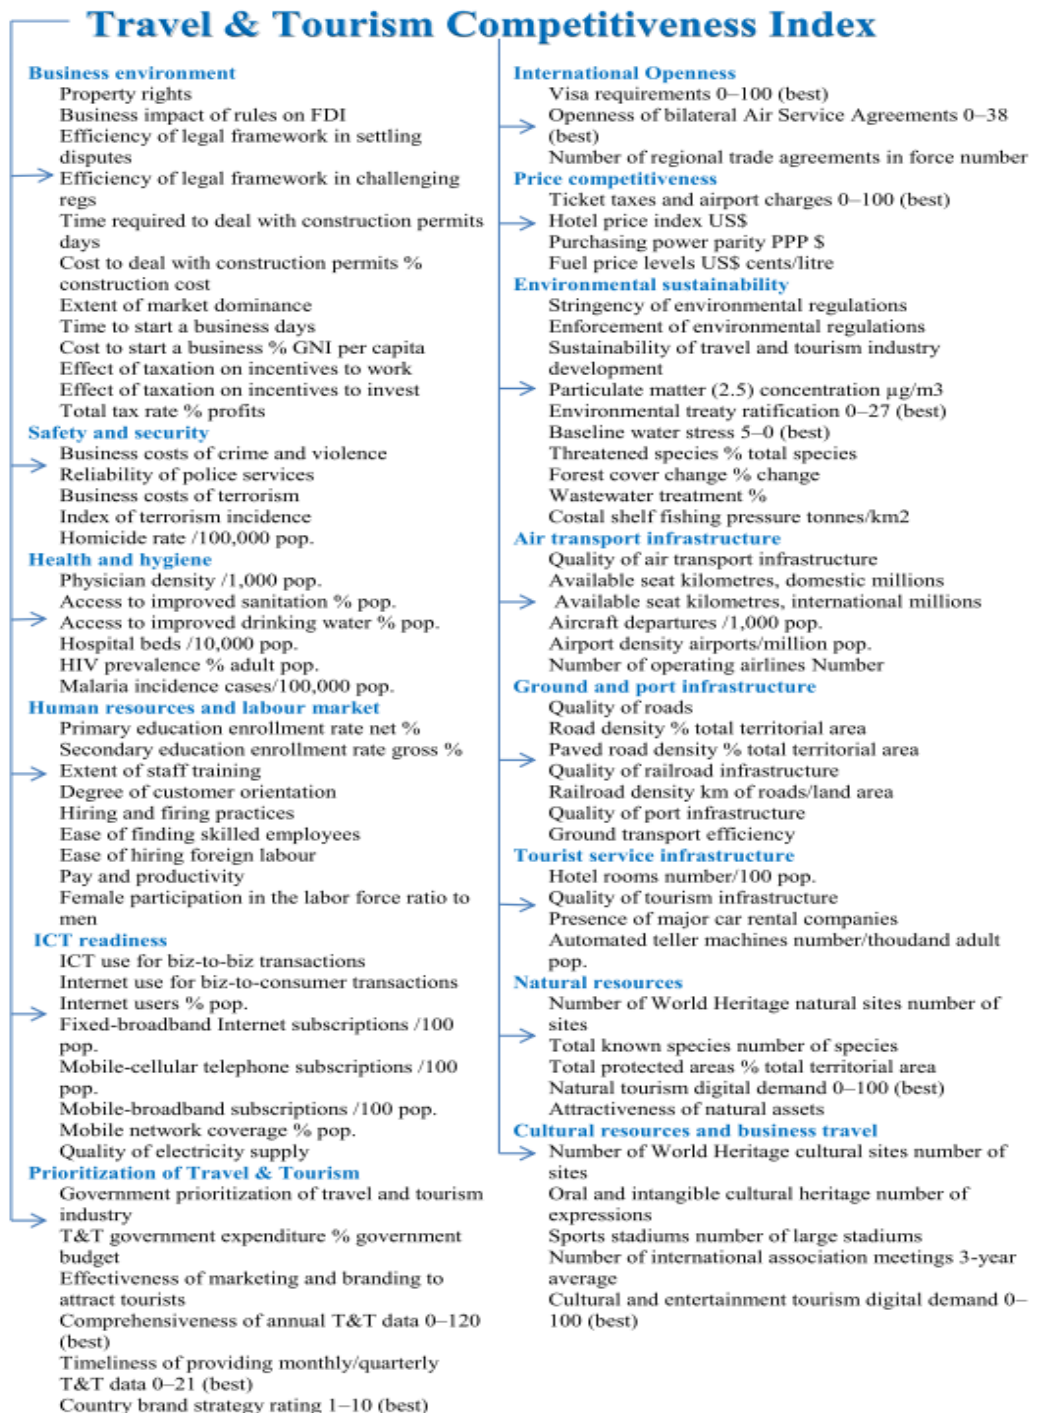 Travel & Tourism Competitiveness Index
Business environment
Property rights
Business impact of rules on FDI
Efficiency of legal framework in settling
disputes
Efficiency of legal framework in challenging
regs
Time required to deal with construction permits
days
Cost to deal with construction permits %
construction cost
Extent of market dominance
Time to start a business days
Cost to start a business % GNI per capita
Effect of taxation on incentives to work
Effect of taxation on incentives to invest
Total tax rate % profits
Safety and security
Business costs of crime and violence
Reliability of police services
Business costs of terrorism
Index of terrorism incidence
Homicide rate /100,000 pop.
Health and hygiene
Physician density /1,000 pop.
Access to improved sanitation % pop.
Access to improved drinking water % pop.
Hospital beds /10,000 pop.
HIV prevalence % adult pop.
Malaria incidence cases/100,000 pop.
Human resources and labour market
Primary education enrollment rate net %
Secondary education enrollment rate gross %
Extent of staff training
Degree of customer orientation
Hiring and firing practices
Ease of finding skilled employees
Ease of hiring foreign labour
Pay and productivity
Female participation in the labor force ratio to
men
ICT readiness
ICT use for biz-to-biz transactions
Internet use for biz-to-consumer transactions
Internet users % pop.
Fixed-broadband Internet subscriptions /100
pop.
Mobile-cellular telephone subscriptions /100
pop.
Mobile-broadband subscriptions /100 pop.
Mobile network coverage % pop.
Quality of electricity supply
Prioritization of Travel & Tourism
Government prioritization of travel and tourism
industry
T&T government expenditure % government
budget
Effectiveness of marketing and branding to
attract tourists
Comprehensiveness of annual T&T data 0–120
(best)
Timeliness of providing monthly/quarterly
T&T data 0–21 (best)
Country brand strategy rating 1–10 (best)
International Openness
Visa requirements 0–100 (best)
Openness of bilateral Air Service Agreements 0–38
(best)
Number of regional trade agreements in force number
Price competitiveness
Ticket taxes and airport charges 0–100 (best)
Hotel price index US$
Purchasing power parity PPP $
Fuel price levels US$ cents/litre
Environmental sustainability
Stringency of environmental regulations
Enforcement of environmental regulations
Sustainability of travel and tourism industry
development
Particulate matter (2.5) concentration µg/m3
Environmental treaty ratification 0–27 (best)
Baseline water stress 5–0 (best)
Threatened species % total species
Forest cover change % change
Wastewater treatment %
Costal shelf fishing pressure tonnes/km2
Air transport infrastructure
Quality of air transport infrastructure
Available seat kilometres, domestic millions
Available seat kilometres, international millions
Aircraft departures /1,000 pop.
Airport density airports/million pop.
Number of operating airlines Number
Ground and port infrastructure
Quality of roads
Road density % total territorial area
Paved road density % total territorial area
Quality of railroad infrastructure
Railroad density km of roads/land area
Quality of port infrastructure
Ground transport efficiency
Tourist service infrastructure
Hotel rooms number/100 pop.
Quality of tourism infrastructure
Presence of major car rental companies
Automated teller machines number/thoudand adult
pop.
Natural resources
Number of World Heritage natural sites number of
sites
Total known species number of species
Total protected areas % total territorial area
Natural tourism digital demand 0–100 (best)
Attractiveness of natural assets
Cultural resources and business travel
Number of World Heritage cultural sites number of
sites
Oral and intangible cultural heritage number of
expressions
Sports stadiums number of large stadiums
Number of international association meetings 3-year
average
Cultural and entertainment tourism digital demand 0–
100 (best)